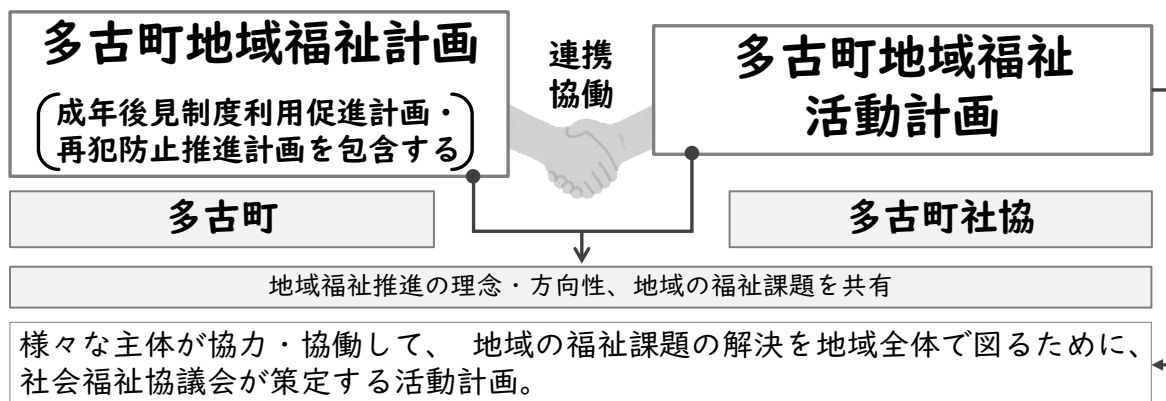 多古町地域福祉計画
成年後見制度利用促進計画・
再犯防止推進計画を包含する
連携
協働
多古町地域福祉
活動計画
多古町
多古町社協
地域福祉推進の理念・方向性、地域の福祉課題を共有
様々な主体が協力・協働して、 地域の福祉課題の解決を地域全体で図るために、
社会福祉協議会が策定する活動計画。